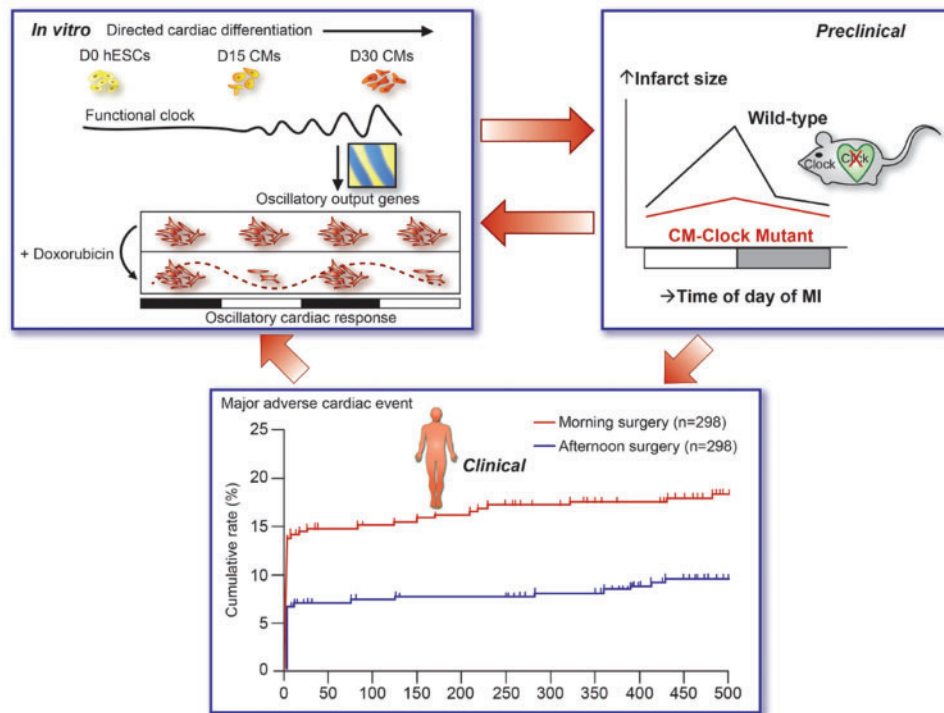 In vitro Directed cardiac differentiation
D0 hESCs D15 CMs D30 CMs
Functional clock
Oscillatory output genes
+ Doxorubicin
Oscillatory cardiac response
Preclinical
↑Infarct size
Wild-type
Clock Clock
CM-Clock Mutant
→Time of day of MI
Major adverse cardiac event
Morning surgery (n=298)
Afternoon surgery (n=298)
Clinical
Cumulative rate (%)
25
20
15
10
5
0
0 50 100 150 200 250 300 350 400 450 500